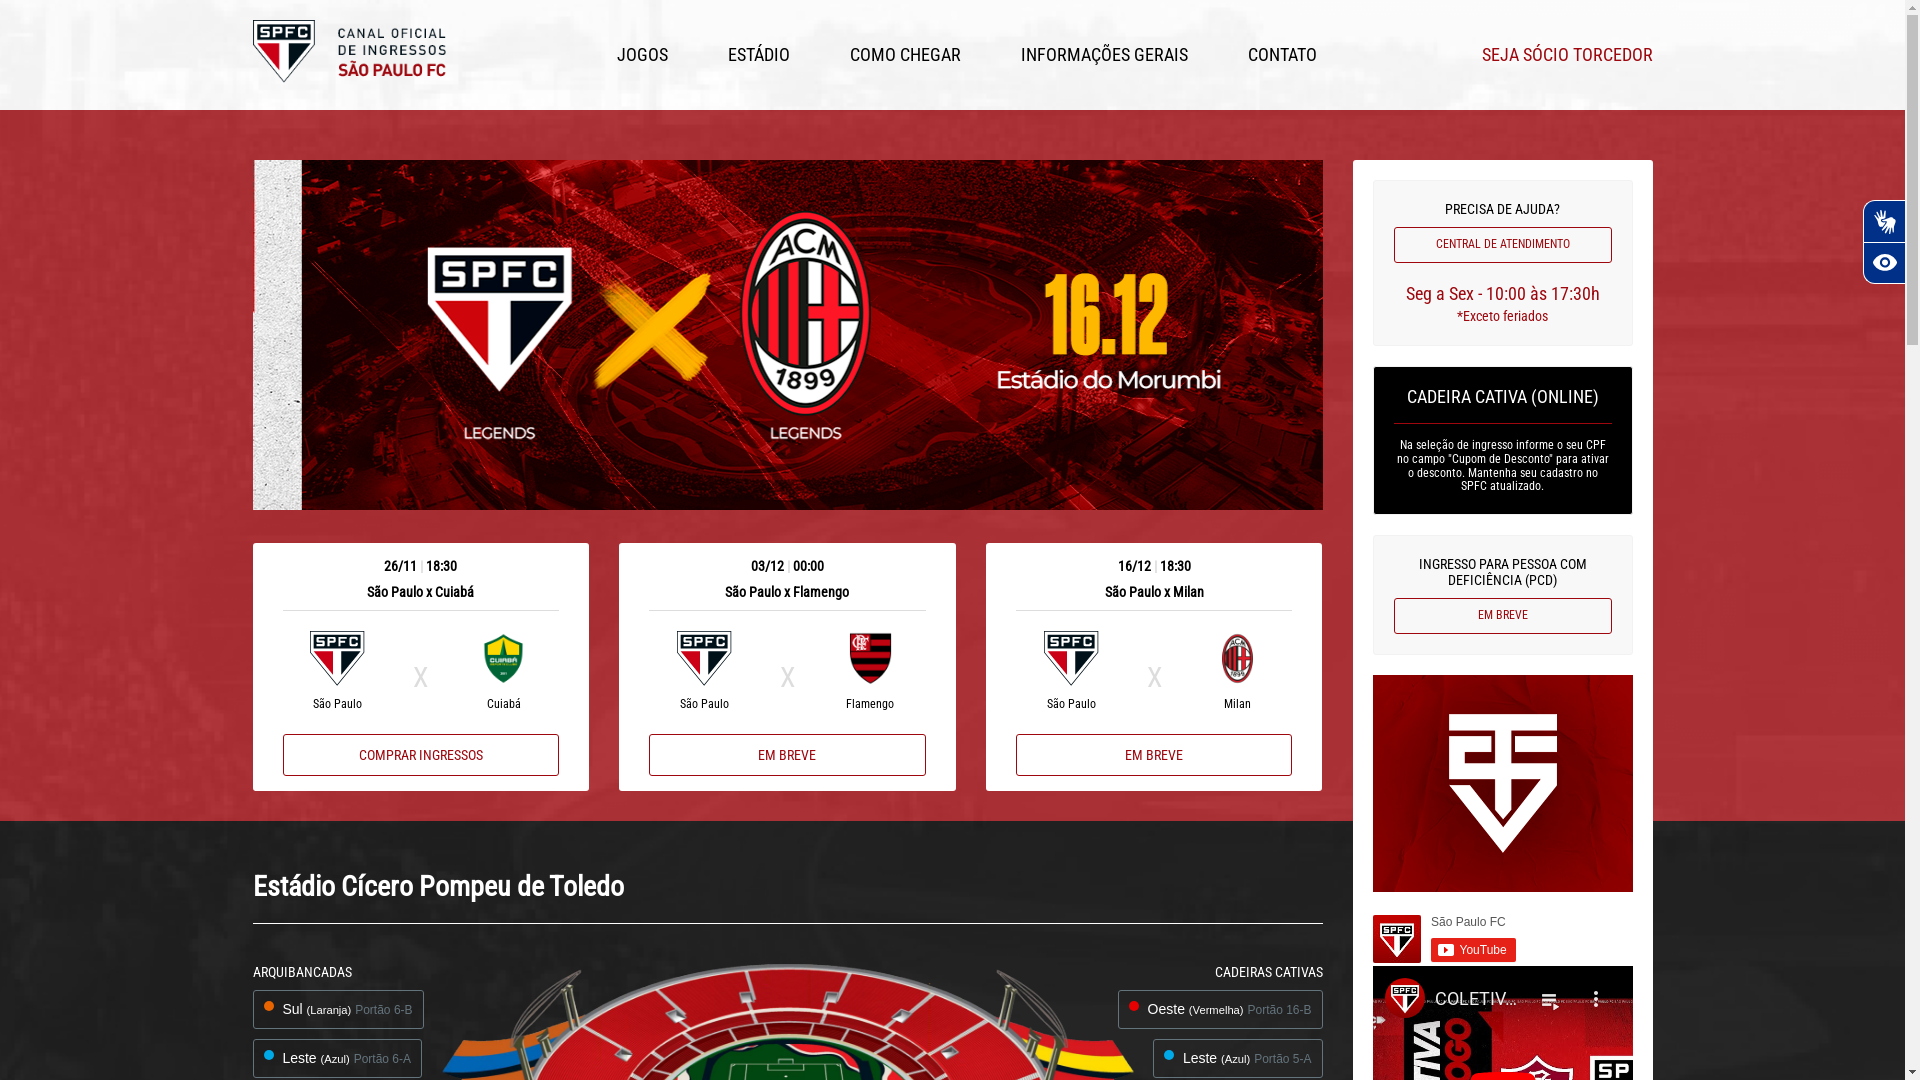 SPFC
CANAL OFICIAL
DE INGRESSOS
SÃO PAULO FC
JOGOS
ESTÁDIO
COMO CHEGAR
INFORMAÇÕES GERAIS
CONTATO
SEJA SÓCIO TORCEDOR
SPFC
LEGENDS
ACM
1899
LEGENDS
16.12
Estádio do Morumbi
26/11 | 18:30
São Paulo x Cuiabá
SPFC
São Paulo
X
CUIABÁ
Cuiabá
COMPRAR INGRESSOS
03/12 | 00:00
São Paulo x Flamengo
SPFC
São Paulo
X
Flamengo
EM BREVE
16/12 | 18:30
São Paulo x Milan
SPFC
São Paulo
X
Milan
EM BREVE
Estádio Cícero Pompeu de Toledo
ARQUIBANCADAS
Sul (Laranja) Portão 6-B
Leste (Azul) Portão 6-A
CADEIRAS CATIVAS
Oeste (Vermelha) Portão 16-B
Leste (Azul) Portão 5-A
PRECISA DE AJUDA?
CENTRAL DE ATENDIMENTO
Seg a Sex - 10:00 às 17:30h
*Exceto feriados
CADEIRA CATIVA (ONLINE)
Na seleção de ingresso informe o seu CPF
no campo "Cupom de Desconto" para ativar
o desconto. Mantenha seu cadastro no
SPFC atualizado.
INGRESSO PARA PESSOA COM
DEFICIÊNCIA (PCD)
EM BREVE
SPFC
São Paulo FC
YouTube
SPFC
COLETIV...